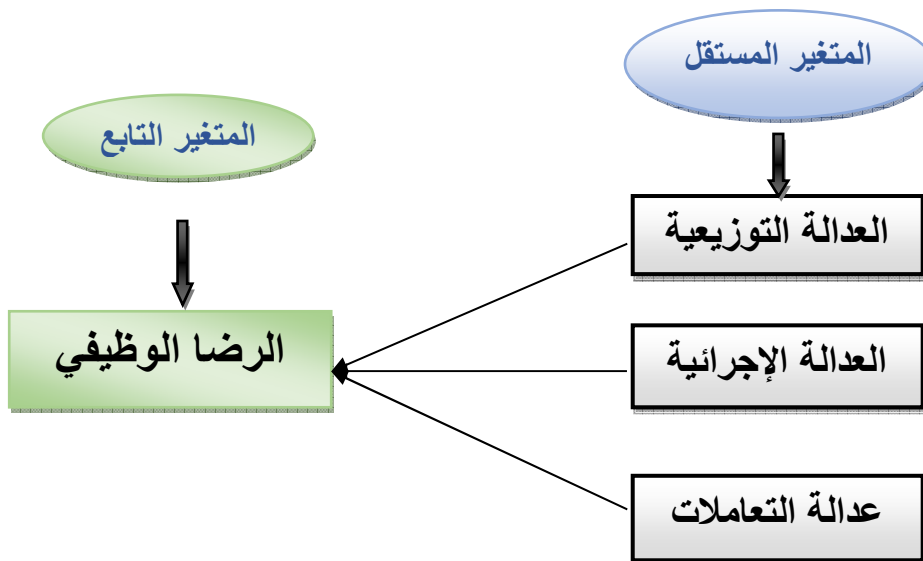 المتغير المستقل
المتغير التابع
العدالة التوزيعية
العدالة الإجرائية
الرضا الوظيفي
عدالة التعاملات